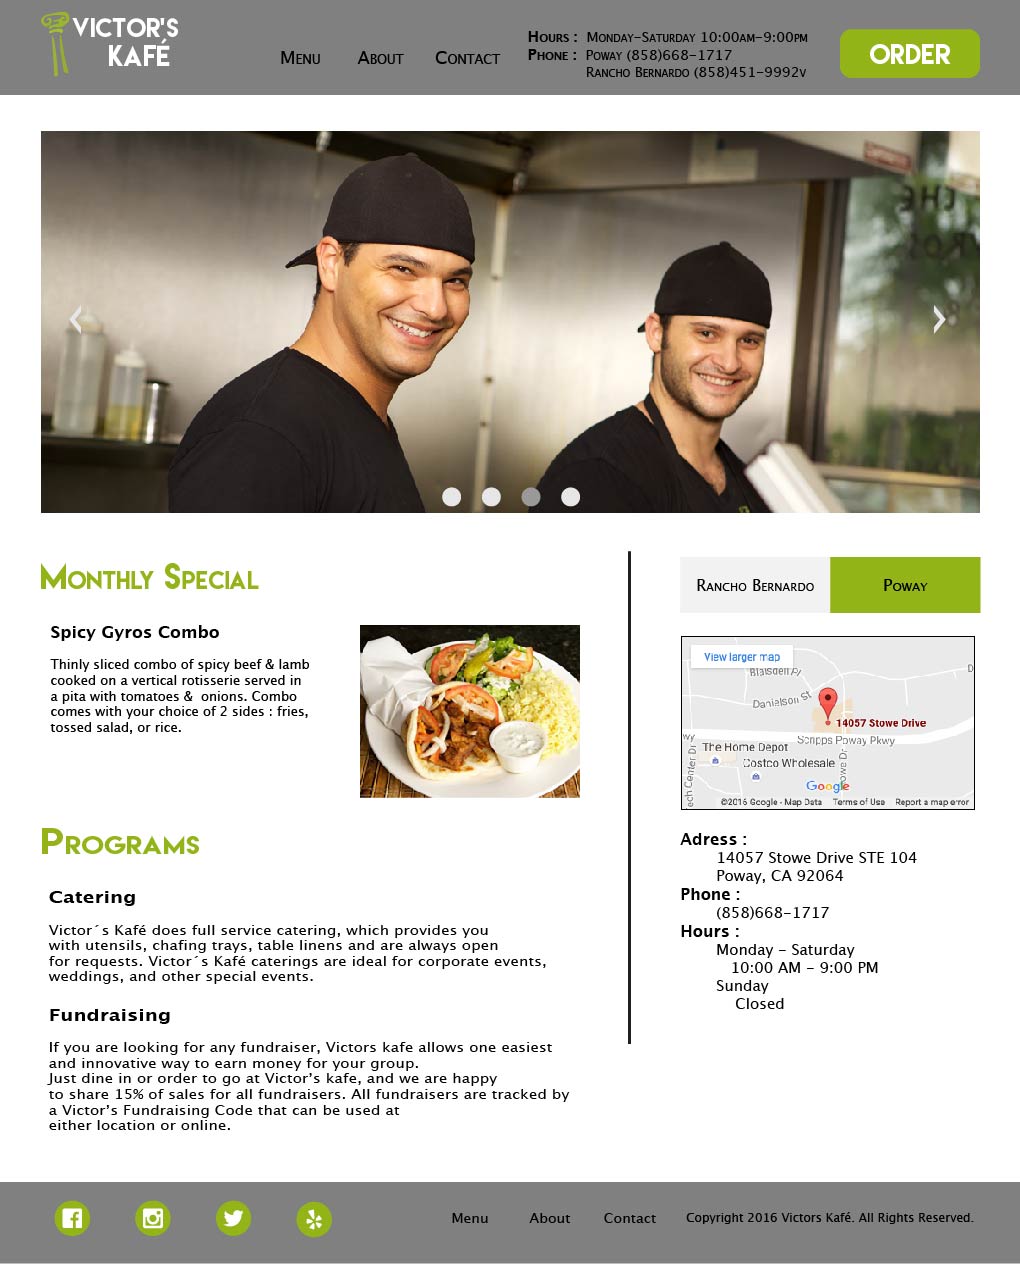 VICTOR'S
KAFÉ
Menu About Contact
Hours : Monday-Saturday 10:00am-9:00pm
Phone : Poway (858)668-1717
Rancho Bernardo (858)451-9992v
ORDER
Monthly Special
Spicy Gyros Combo
Thinly sliced combo of spicy beef & lamb
cooked on a vertical rotisserie served in
a pita with tomatoes & onions. Combo
comes with your choice of 2 sides : fries,
tossed salad, or rice.
Programs
Catering
Victor´s Kafé does full service catering, which provides you
with utensils, chafing trays, table linens and are always open
for requests. Victor´s Kafé caterings are ideal for corporate events,
weddings, and other special events.
Fundraising
If you are looking for any fundraiser, Victors kafe allows one easiest
and innovative way to earn money for your group.
Just dine in or order to go at Victor’s kafe, and we are happy
to share 15% of sales for all fundraisers. All fundraisers are tracked by
a Victor’s Fundraising Code that can be used at
either location or online.
Rancho Bernardo Poway
View larger map
Blaisdell Pl
Danielson St
14057 Stowe Drive
Scripps Poway Pkwy
The Home Depot
Costco Wholesale
ech Center Dr
owe Dr
Google
©2016 Google - Map Data Terms of Use Report a map error
Adress :
14057 Stowe Drive STE 104
Poway, CA 92064
Phone :
(858)668-1717
Hours :
Monday - Saturday
10:00 AM - 9:00 PM
Sunday
Closed
Menu About Contact Copyright 2016 Victors Kafé. All Rights Reserved.